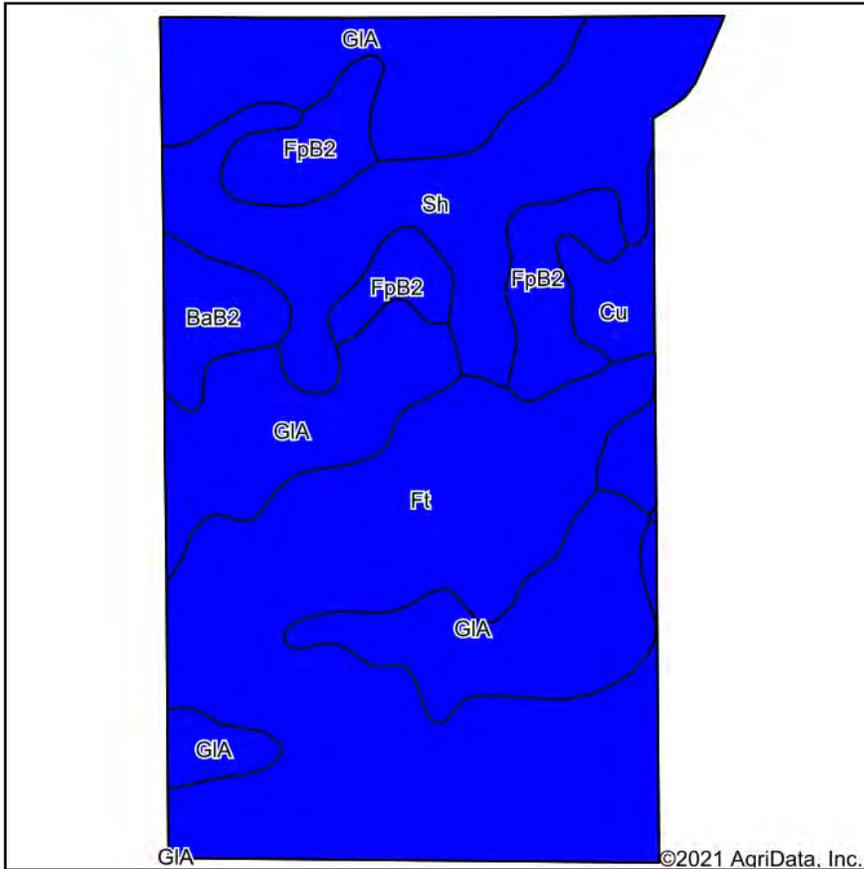 GlA
FpB2
Sh
FpB2
FpB2
BaB2
Cu
GlA
Ft
GlA
GlA
GlA
©2021 AgriData, Inc.